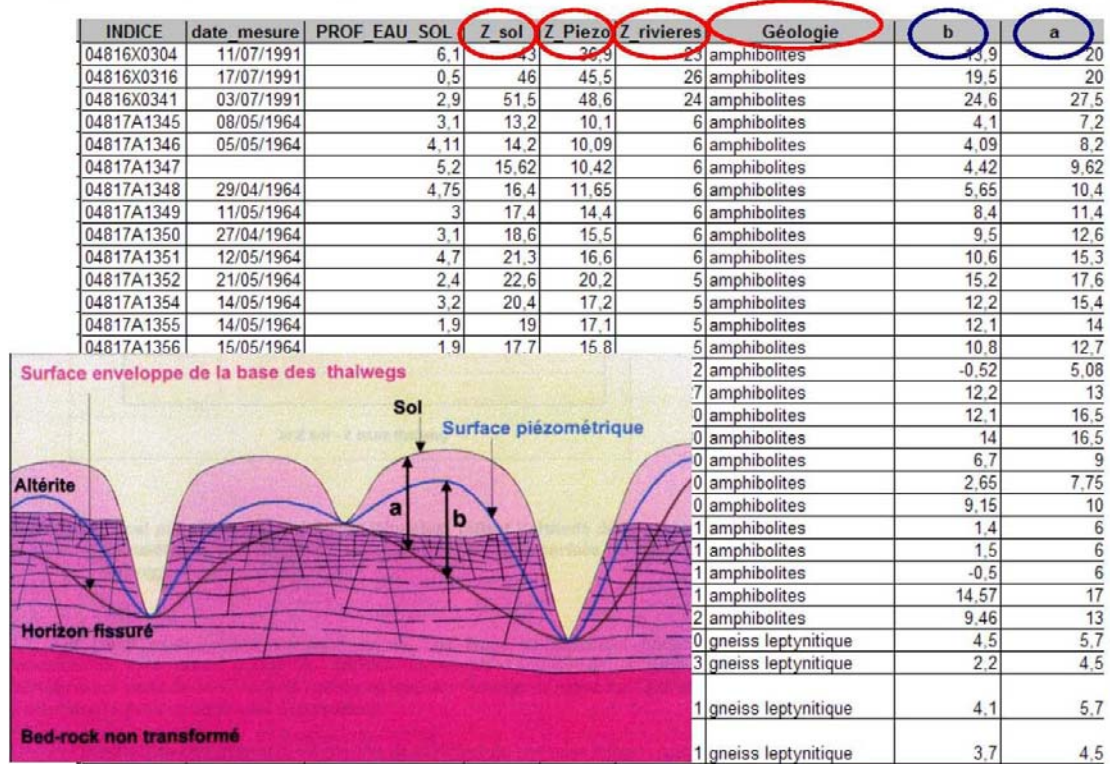 INDICE date_mesure PROF_EAU_SOL Z_sol Z_Piezo Z_rivieres Géologie b a
04816X0304 11/07/1991 6,1 43 36,9 23 amphibolites 13,9 20
04816X0316 17/07/1991 0,5 46 45,5 26 amphibolites 19,5 20
04816X0341 03/07/1991 2,9 51,5 48,6 24 amphibolites 24,6 27,5
04817A1345 08/05/1964 3,1 13,2 10,1 6 amphibolites 4,1 7,2
04817A1346 05/05/1964 4,11 14,2 10,09 6 amphibolites 4,09 8,2
04817A1347 5,2 15,62 10,42 6 amphibolites 4,42 9,62
04817A1348 29/04/1964 4,75 16,4 11,65 6 amphibolites 5,65 10,4
04817A1349 11/05/1964 3 17,4 14,4 6 amphibolites 8,4 11,4
04817A1350 27/04/1964 3,1 18,6 15,5 6 amphibolites 9,5 12,6
04817A1351 12/05/1964 4,7 21,3 16,6 6 amphibolites 10,6 15,3
04817A1352 21/05/1964 2,4 22,6 20,2 5 amphibolites 15,2 17,6
04817A1354 14/05/1964 3,2 20,4 17,2 5 amphibolites 12,2 15,4
04817A1355 14/05/1964 1,9 19 17,1 5 amphibolites 12,1 14
04817A1356 15/05/1964 1,9 17,7 15,8 5 amphibolites 10,8 12,7
2 amphibolites -0,52 5,08
7 amphibolites 12,2 13
0 amphibolites 12,1 16,5
0 amphibolites 14 16,5
0 amphibolites 6,7 9
0 amphibolites 2,65 7,75
0 amphibolites 9,15 10
1 amphibolites 1,4 6
1 amphibolites 1,5 6
1 amphibolites -0,5 6
1 amphibolites 14,57 17
2 amphibolites 9,46 13
0 gneiss leptynitique 4,5 5,7
3 gneiss leptynitique 2,2 4,5
1 gneiss leptynitique 4,1 5,7
1 gneiss leptynitique 3,7 4,5
Surface enveloppe de la base des thalwegs
Sol
Surface piézométrique
Altérite
a
b
Horizon fissuré
Bed-rock non transformé